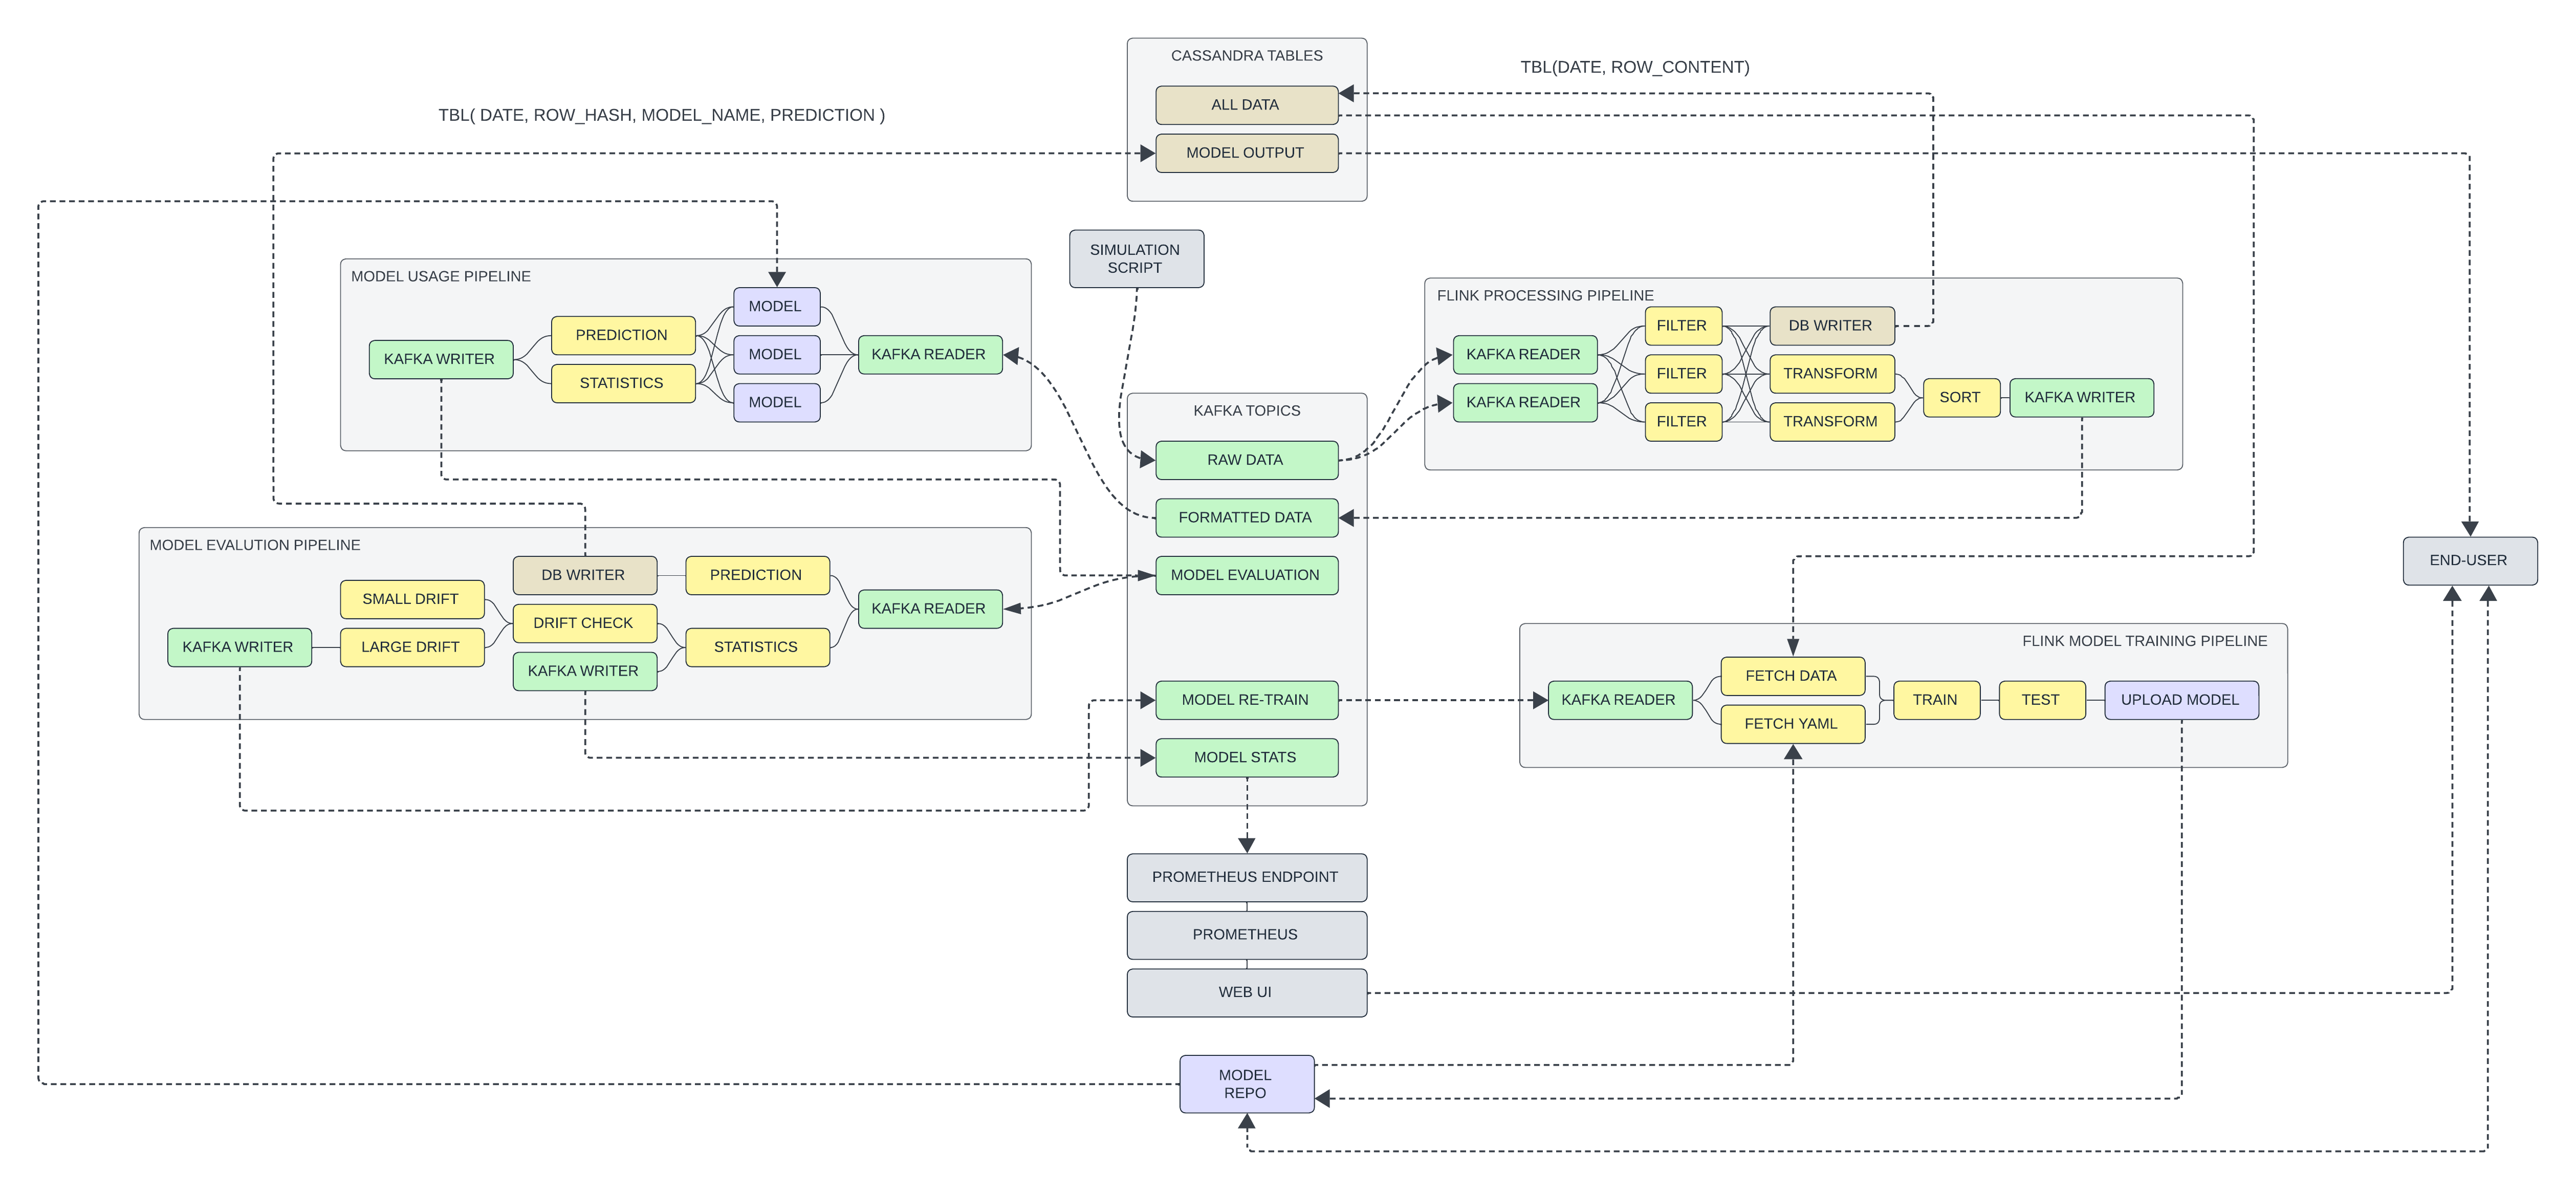 CASSANDRA TABLES
ALL DATA
MODEL OUTPUT
TBL(DATE, ROW_CONTENT)
TBL( DATE, ROW_HASH, MODEL_NAME, PREDICTION )
SIMULATION
SCRIPT
MODEL USAGE PIPELINE
KAFKA WRITER
PREDICTION
STATISTICS
MODEL
MODEL
MODEL
KAFKA READER
FLINK PROCESSING PIPELINE
KAFKA READER
KAFKA READER
FILTER
FILTER
FILTER
DB WRITER
TRANSFORM
TRANSFORM
SORT
KAFKA WRITER
KAFKA TOPICS
RAW DATA
FORMATTED DATA
MODEL EVALUATION
MODEL RE-TRAIN
MODEL STATS
MODEL EVALUTION PIPELINE
KAFKA WRITER
SMALL DRIFT
LARGE DRIFT
DB WRITER
DRIFT CHECK
KAFKA WRITER
PREDICTION
STATISTICS
KAFKA READER
END-USER
FLINK MODEL TRAINING PIPELINE
KAFKA READER
FETCH DATA
FETCH YAML
TRAIN
TEST
UPLOAD MODEL
PROMETHEUS ENDPOINT
PROMETHEUS
WEB UI
MODEL
REPO